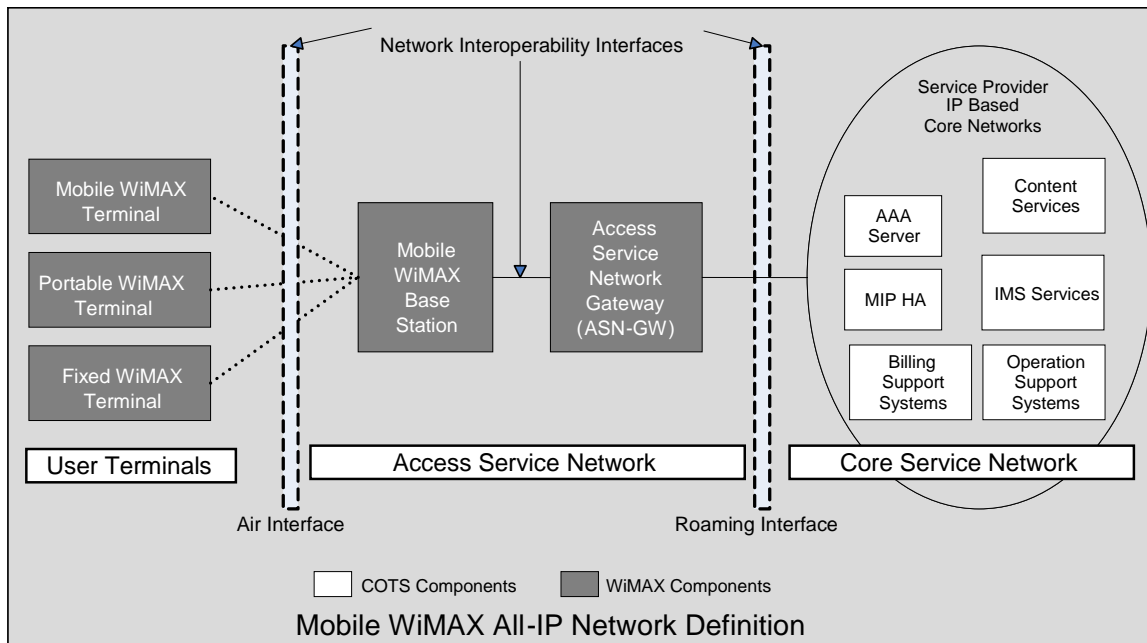 Network Interoperability Interfaces
Service Provider
IP Based
Core Networks
Mobile WiMAX
Terminal
Portable WiMAX
Terminal
Fixed WiMAX
Terminal
Mobile
WiMAX
Base
Station
Access
Service
Network
Gateway
(ASN-GW)
AAA
Server
Content
Services
MIP HA
IMS Services
Billing
Support
Systems
Operation
Support
Systems
User Terminals
Access Service Network
Core Service Network
Air Interface
Roaming Interface
COTS Components
WiMAX Components
Mobile WiMAX All-IP Network Definition